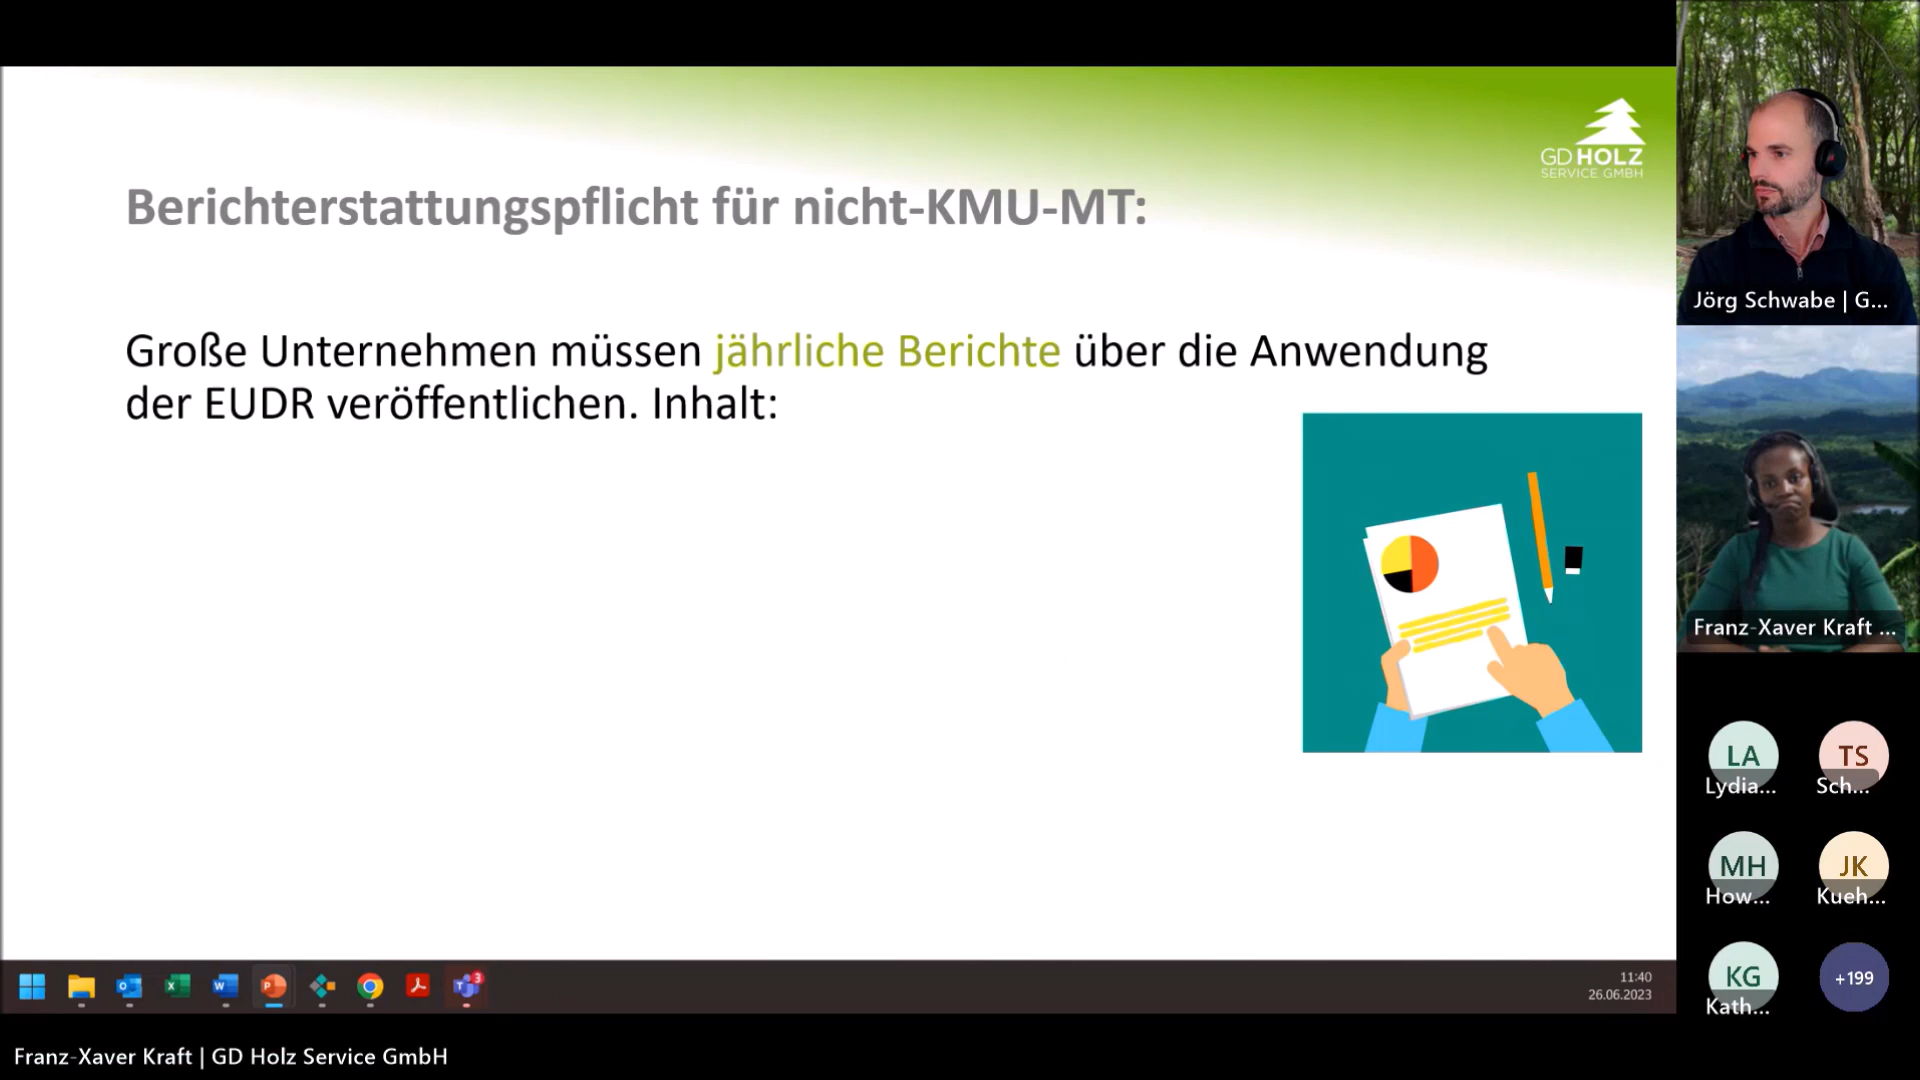 GD HOLZ
SERVICE GMBH
Berichterstattungspflicht für nicht-KMU-MT:
Große Unternehmen müssen jährliche Berichte über die Anwendung
der EUDR veröffentlichen. Inhalt:
Jörg Schwabe | G...
Franz-Xaver Kraft ...
LA
Lydia...
TS
Sch...
MH
How...
JK
Kueh...
KG
Kath...
+199
3
11:40
26.06.2023
Franz-Xaver Kraft | GD Holz Service GmbH